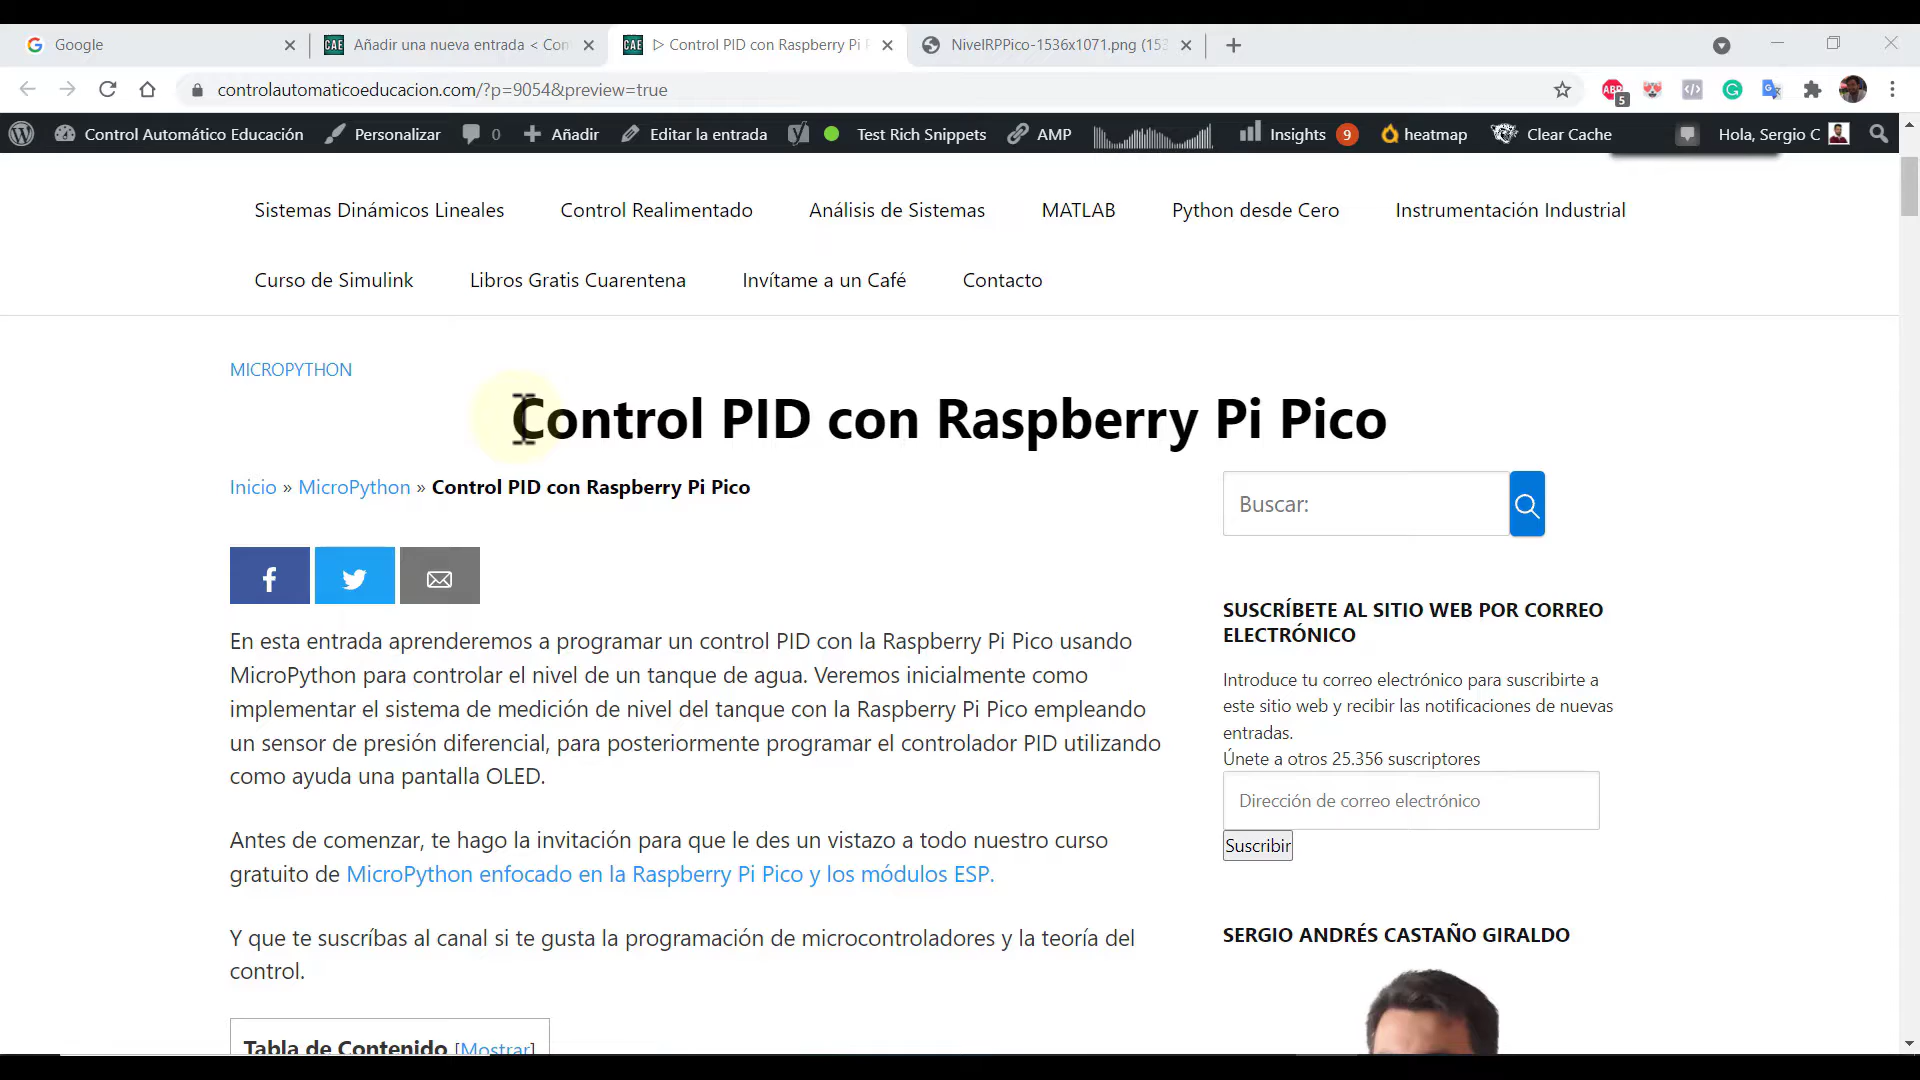 Google
Añadir una nueva entrada < Con
▷ Control PID con Raspberry Pi P
NivelRPPico-1536x1071.png (153
controlautomaticoeducacion.com/?p=9054&preview=true
ABP
5
Control Automático Educación
Personalizar
0
Añadir
Editar la entrada
Test Rich Snippets
AMP
Insights
9
heatmap
Clear Cache
Hola, Sergio C
Sistemas Dinámicos Lineales
Control Realimentado
Análisis de Sistemas
MATLAB
Python desde Cero
Instrumentación Industrial
Curso de Simulink
Libros Gratis Cuarentena
Invítame a un Café
Contacto
MICROPYTHON
Control PID con Raspberry Pi Pico
Inicio » MicroPython » Control PID con Raspberry Pi Pico
En esta entrada aprenderemos a programar un control PID con la Raspberry Pi Pico usando
MicroPython para controlar el nivel de un tanque de agua. Veremos inicialmente como
implementar el sistema de medición de nivel del tanque con la Raspberry Pi Pico empleando
un sensor de presión diferencial, para posteriormente programar el controlador PID utilizando
como ayuda una pantalla OLED.
Antes de comenzar, te hago la invitación para que le des un vistazo a todo nuestro curso
gratuito de MicroPython enfocado en la Raspberry Pi Pico y los módulos ESP.
Y que te suscríbas al canal si te gusta la programación de microcontroladores y la teoría del
control.
Tabla de Contenido [Mostrar]
Buscar:
SUSCRÍBETE AL SITIO WEB POR CORREO
ELECTRÓNICO
Introduce tu correo electrónico para suscribirte a
este sitio web y recibir las notificaciones de nuevas
entradas.
Únete a otros 25.356 suscriptores
Dirección de correo electrónico
Suscribir
SERGIO ANDRÉS CASTAÑO GIRALDO